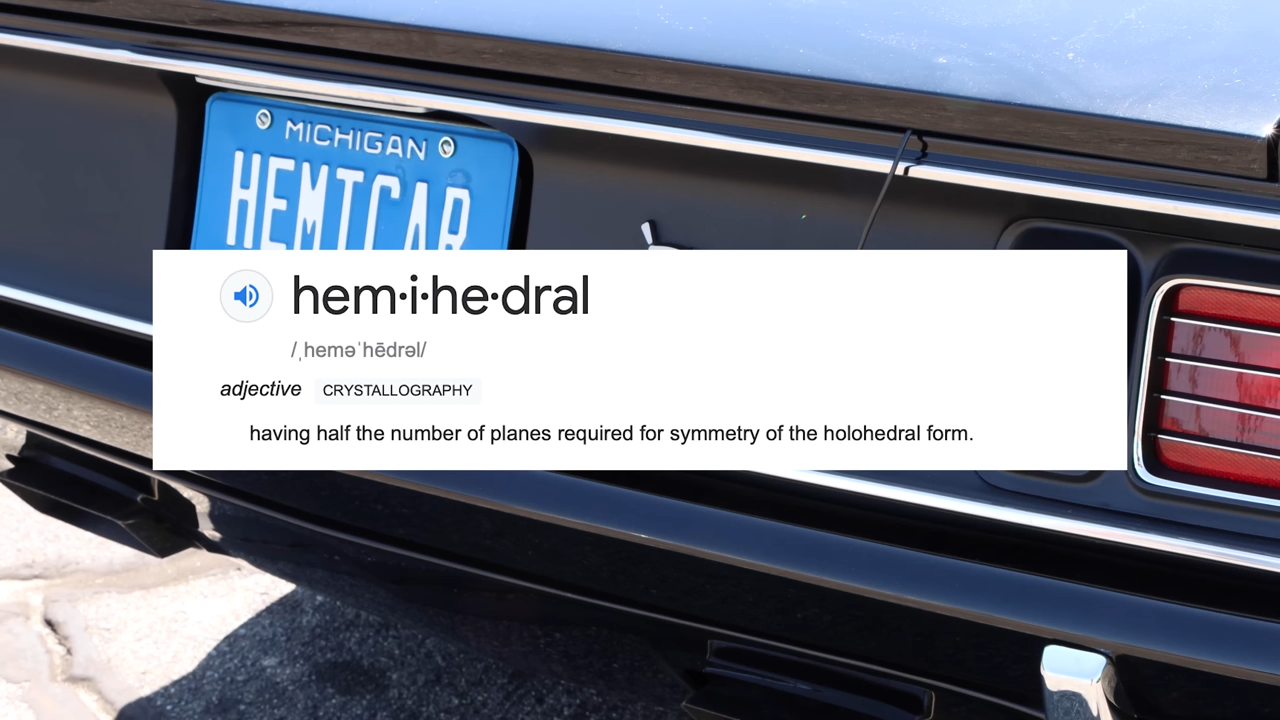 MICHIGAN
HEMICAR
hem·i·he·dral
/ˌheməˈhēdrəl/
adjective CRYSTALLOGRAPHY
having half the number of planes required for symmetry of the holohedral form.